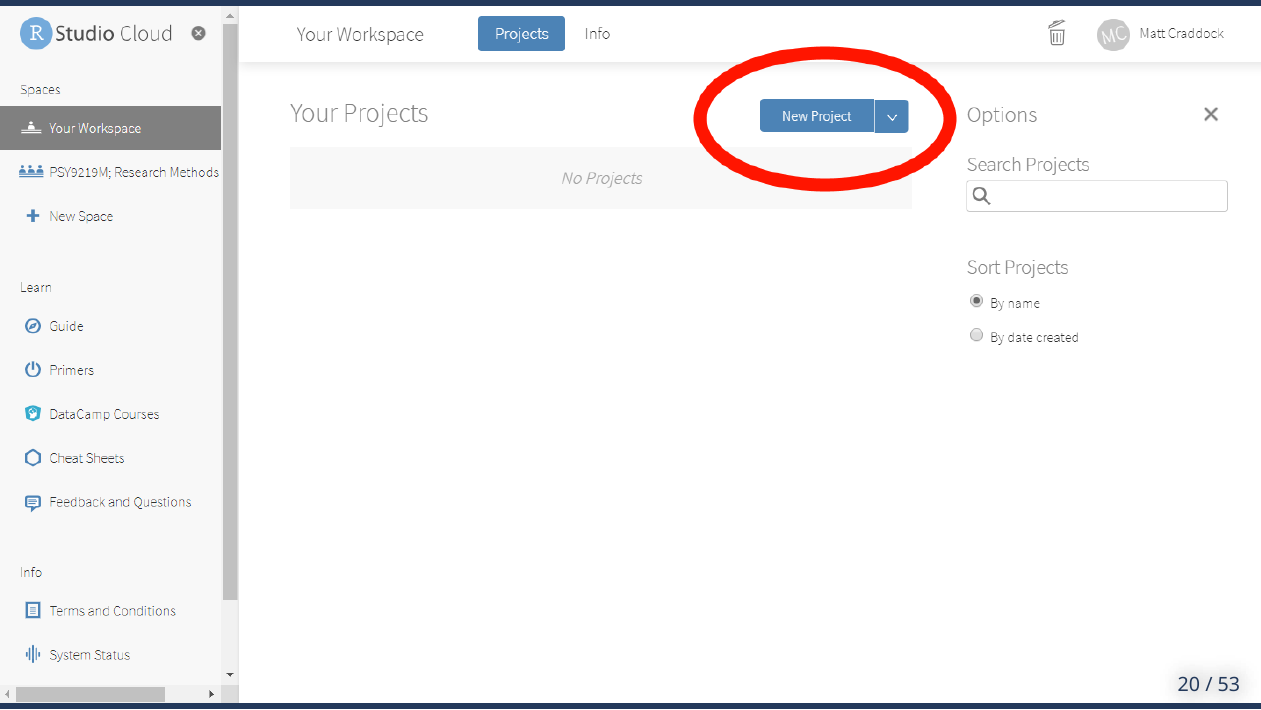 R Studio Cloud
Spaces
Your Workspace
PSY9219M; Research Methods
New Space
Learn
Guide
Primers
DataCamp Courses
Cheat Sheets
Feedback and Questions
Info
Terms and Conditions
System Status
Your Workspace
Projects
Info
MC
Matt Craddock
Your Projects
New Project
No Projects
Options
Search Projects
Sort Projects
By name
By date created
20 / 53